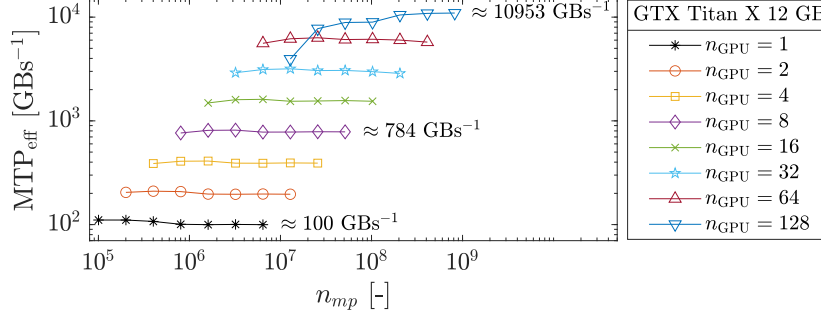 10⁴
10³
10²
MTP_eff [GBs⁻¹]
≈ 10953 GBs⁻¹
≈ 784 GBs⁻¹
≈ 100 GBs⁻¹
10⁵ 10⁶ 10⁷ 10⁸ 10⁹
n_mp [-]
GTX Titan X 12 GB
n_GPU = 1
n_GPU = 2
n_GPU = 4
n_GPU = 8
n_GPU = 16
n_GPU = 32
n_GPU = 64
n_GPU = 128